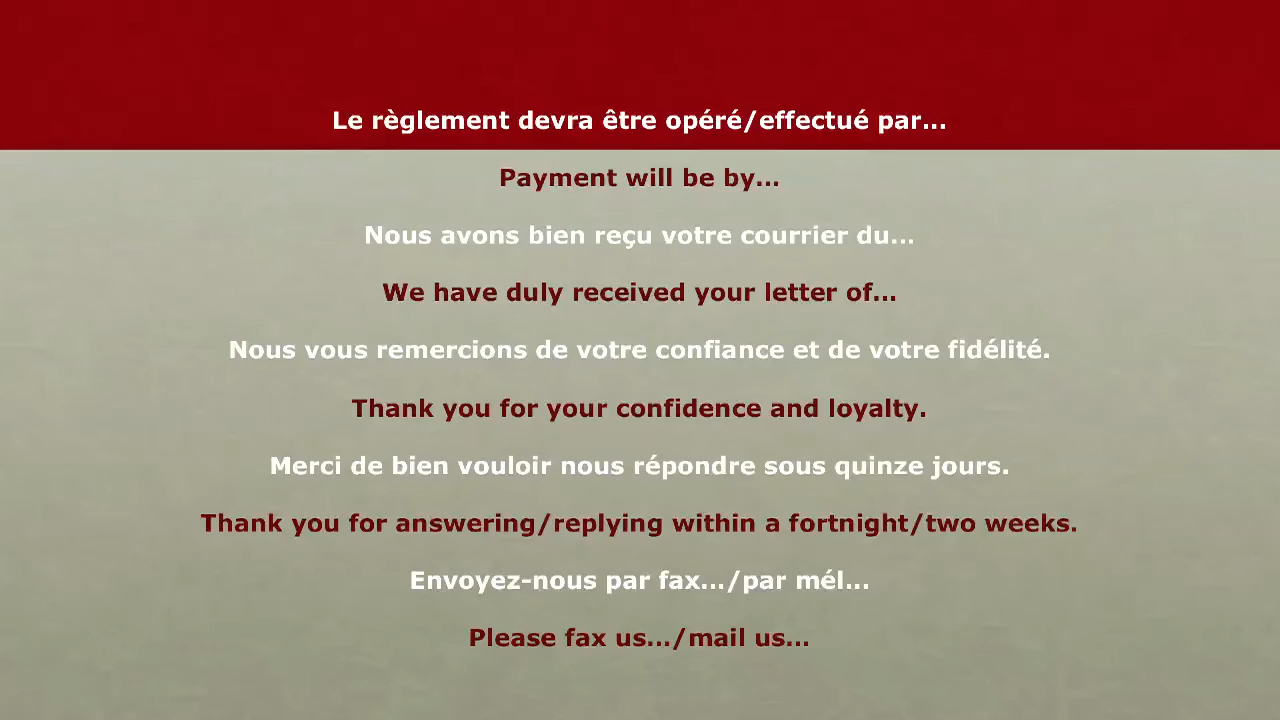 Le règlement devra être opéré/effectué par...
Payment will be by...
Nous avons bien reçu votre courrier du...
We have duly received your letter of...
Nous vous remercions de votre confiance et de votre fidélité.
Thank you for your confidence and loyalty.
Merci de bien vouloir nous répondre sous quinze jours.
Thank you for answering/replying within a fortnight/two weeks.
Envoyez-nous par fax.../par mél...
Please fax us.../mail us...